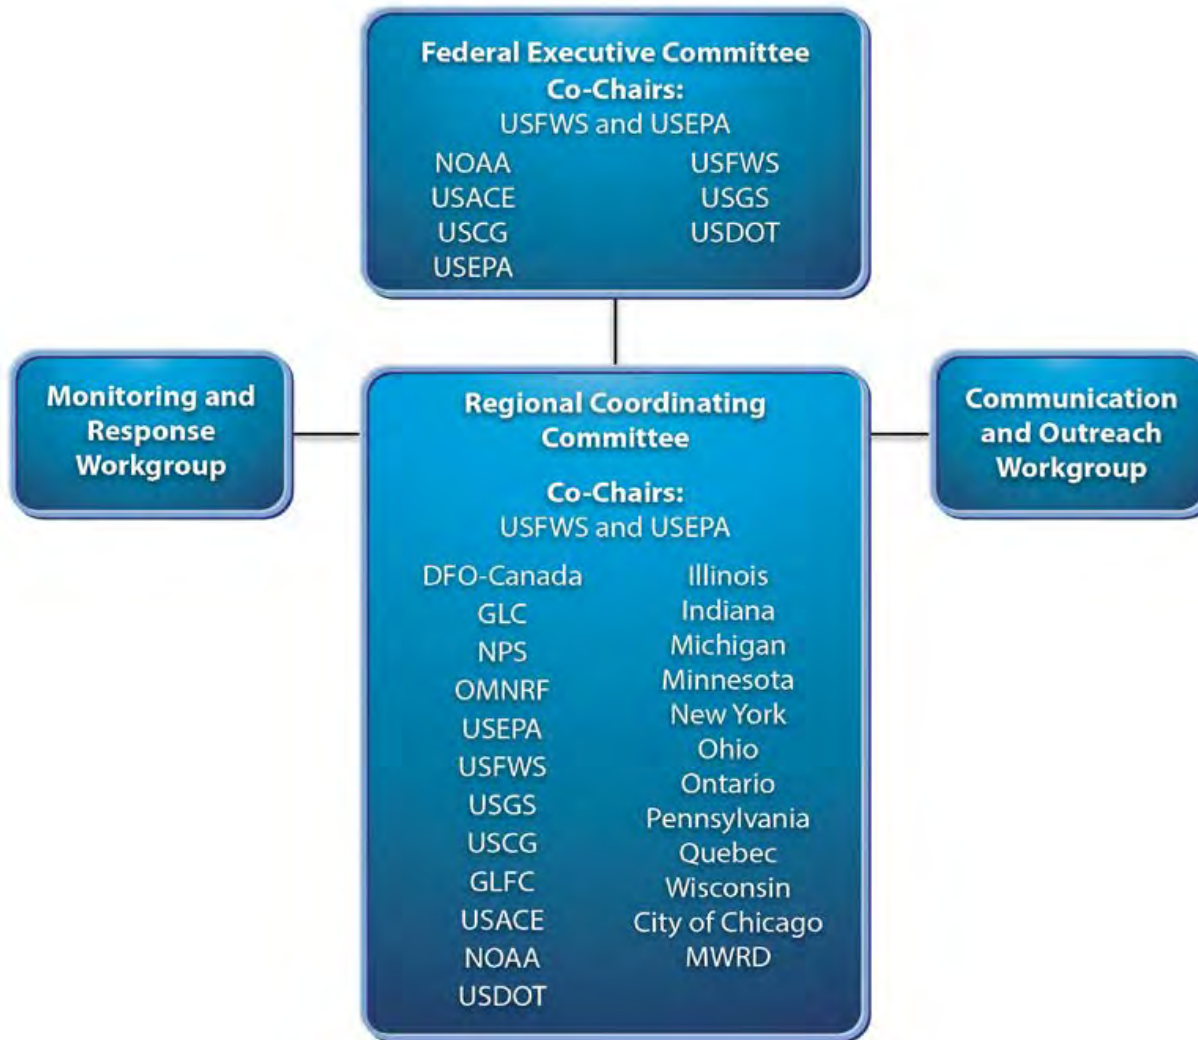 Federal Executive Committee
Co-Chairs:
USFWS and USEPA
NOAA
USACE
USCG
USEPA
USFWS
USGS
USDOT
Monitoring and
Response
Workgroup
Regional Coordinating
Committee
Co-Chairs:
USFWS and USEPA
DFO-Canada
GLC
NPS
OMNRF
USEPA
USFWS
USGS
USCG
GLFC
USACE
NOAA
USDOT
Illinois
Indiana
Michigan
Minnesota
New York
Ohio
Ontario
Pennsylvania
Quebec
Wisconsin
City of Chicago
MWRD
Communication
and Outreach
Workgroup